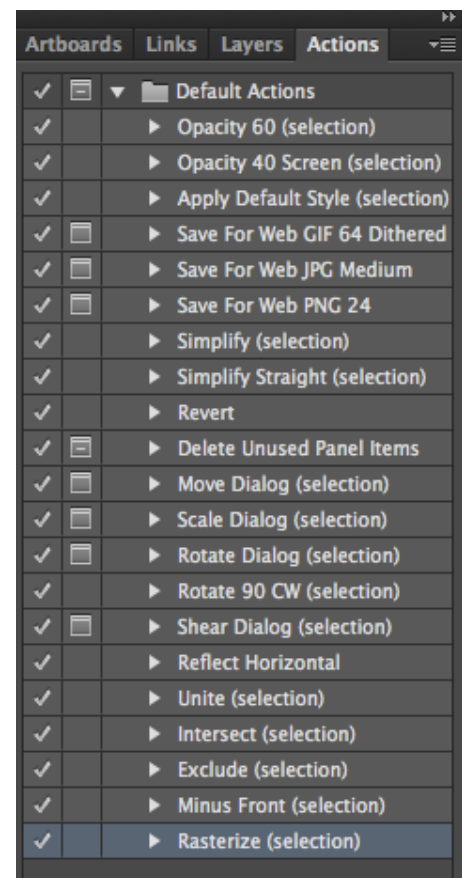 Artboards Links Layers Actions
Default Actions
Opacity 60 (selection)
Opacity 40 Screen (selection)
Apply Default Style (selection)
Save For Web GIF 64 Dithered
Save For Web JPG Medium
Save For Web PNG 24
Simplify (selection)
Simplify Straight (selection)
Revert
Delete Unused Panel Items
Move Dialog (selection)
Scale Dialog (selection)
Rotate Dialog (selection)
Rotate 90 CW (selection)
Shear Dialog (selection)
Reflect Horizontal
Unite (selection)
Intersect (selection)
Exclude (selection)
Minus Front (selection)
Rasterize (selection)